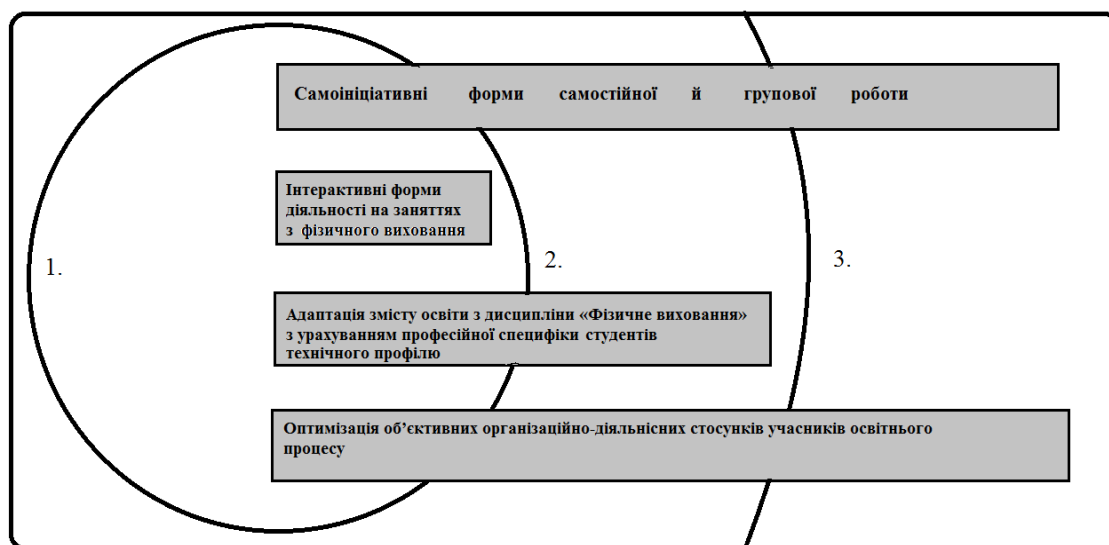 Самоініціативні форми самостійної й групової роботи
Інтерактивні форми
діяльності на заняттях
з фізичного виховання
1.
2.
3.
Адаптація змісту освіти з дисципліни «Фізичне виховання»
з урахуванням професійної специфіки студентів
технічного профілю
Оптимізація об’єктивних організаційно-діяльнісних стосунків учасників освітнього
процесу